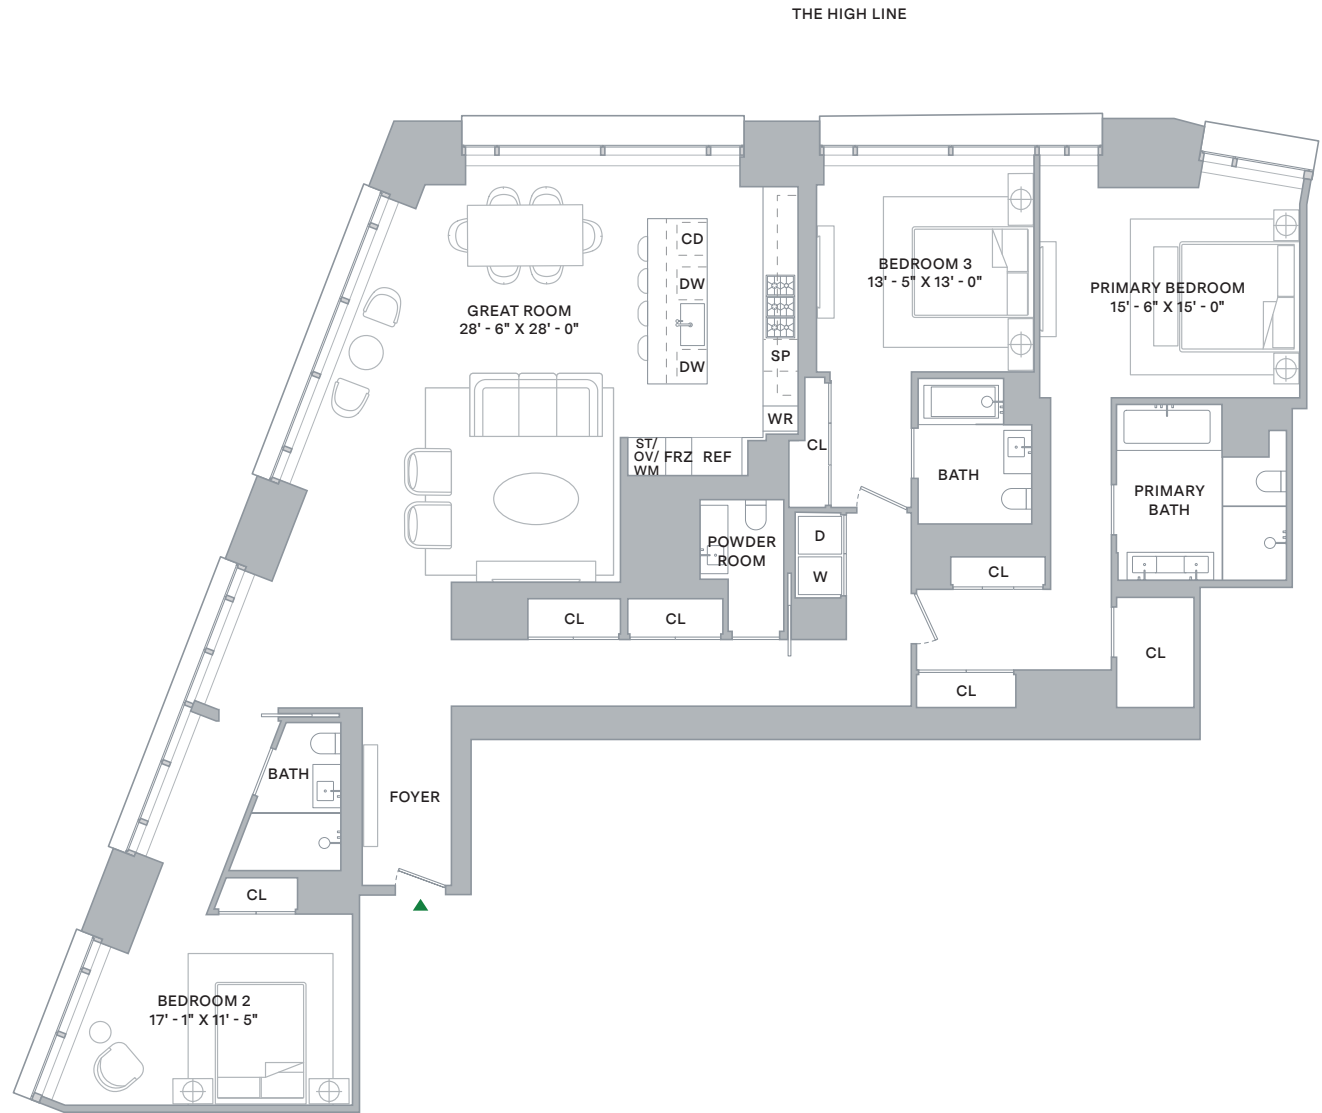 THE HIGH LINE
CD
DW
DW
GREAT ROOM
28' - 6" X 28' - 0"
SP
WR
ST/
OV/
WM
FRZ
REF
BEDROOM 3
13' - 5" X 13' - 0"
PRIMARY BEDROOM
15' - 6" X 15' - 0"
CL
BATH
PRIMARY
BATH
POWDER
ROOM
D
W
CL
CL
CL
CL
CL
BATH
FOYER
CL
BEDROOM 2
17' - 1" X 11' - 5"